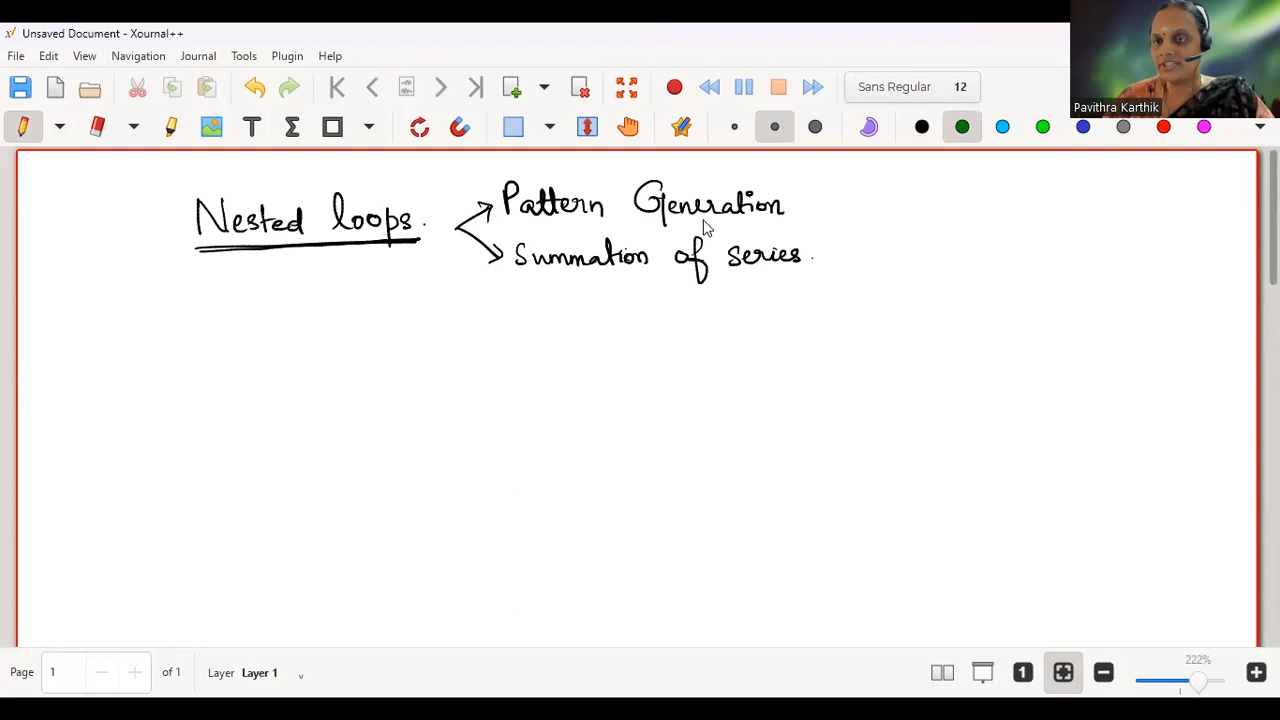 Unsaved Document - Xournal++
File Edit View Navigation Journal Tools Plugin Help
Sans Regular 12
Pavithra Karthik
Nested loops.
Pattern Generation
Summation of series.
Page 1 of 1 Layer Layer 1
222%
1